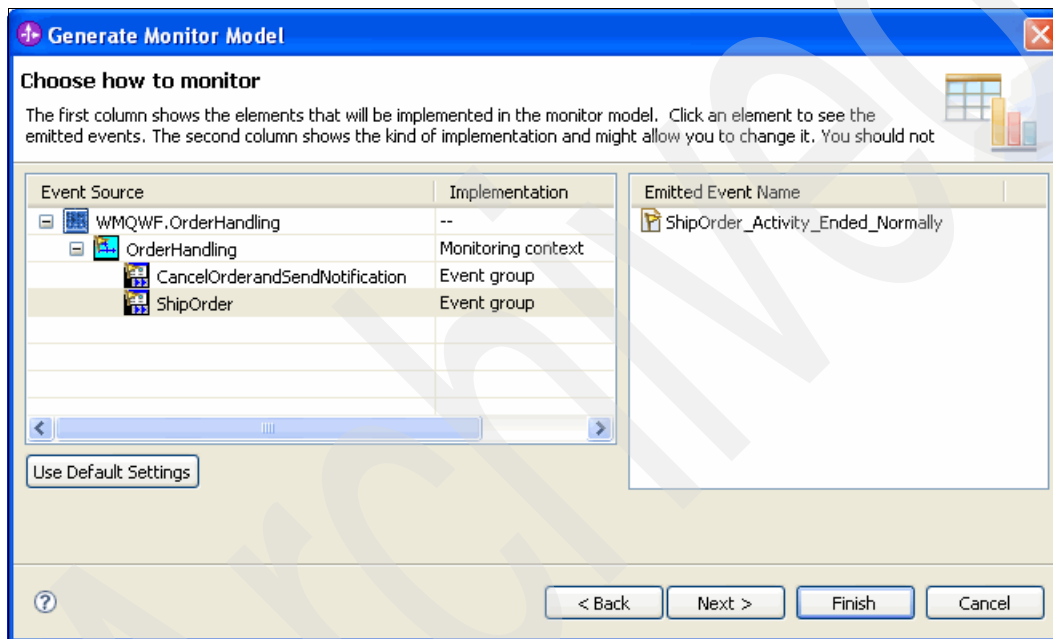 Generate Monitor Model
Choose how to monitor
The first column shows the elements that will be implemented in the monitor model. Click an element to see the
emitted events. The second column shows the kind of implementation and might allow you to change it. You should not
Event Source Implementation
WMQWF.OrderHandling --
OrderHandling Monitoring context
CancelOrderandSendNotification Event group
ShipOrder Event group
Emitted Event Name
ShipOrder_Activity_Ended_Normally
Use Default Settings
?
< Back Next > Finish Cancel